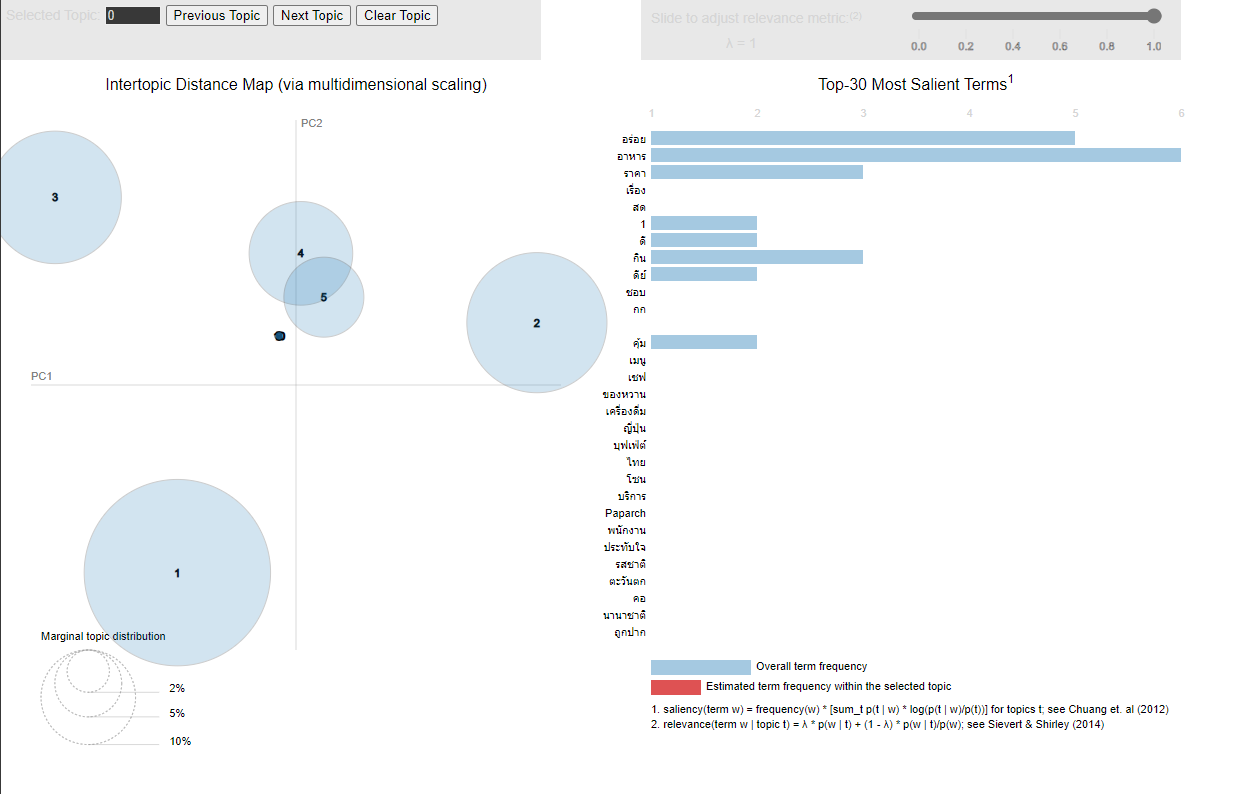 Selected Topic: 0 Previous Topic Next Topic Clear Topic
Slide to adjust relevance metric:(2)
λ = 1
0.0 0.2 0.4 0.6 0.8 1.0
Intertopic Distance Map (via multidimensional scaling)
PC2
3
4
5
2
PC1
1
Marginal topic distribution
2%
5%
10%
Top-30 Most Salient Terms1
1 2 3 4 5 6
อร่อย
อาหาร
ราคา
เรื่อง
สด
1
ดี
กิน
ดีย์
ชอบ
กก
คุ้ม
เมนู
เชฟ
ของหวาน
เครื่องดื่ม
ญี่ปุ่น
บุฟเฟ่ต์
ไทย
โซน
บริการ
Paparch
พนักงาน
ประทับใจ
รสชาติ
ตะวันตก
คอ
นานาชาติ
ถูกปาก
Overall term frequency
Estimated term frequency within the selected topic
1. saliency(term w) = frequency(w) * [sum_t p(t | w) * log(p(t | w)/p(t))] for topics t; see Chuang et. al (2012)
2. relevance(term w | topic t) = λ * p(w | t) + (1 - λ) * p(w | t)/p(w); see Sievert & Shirley (2014)